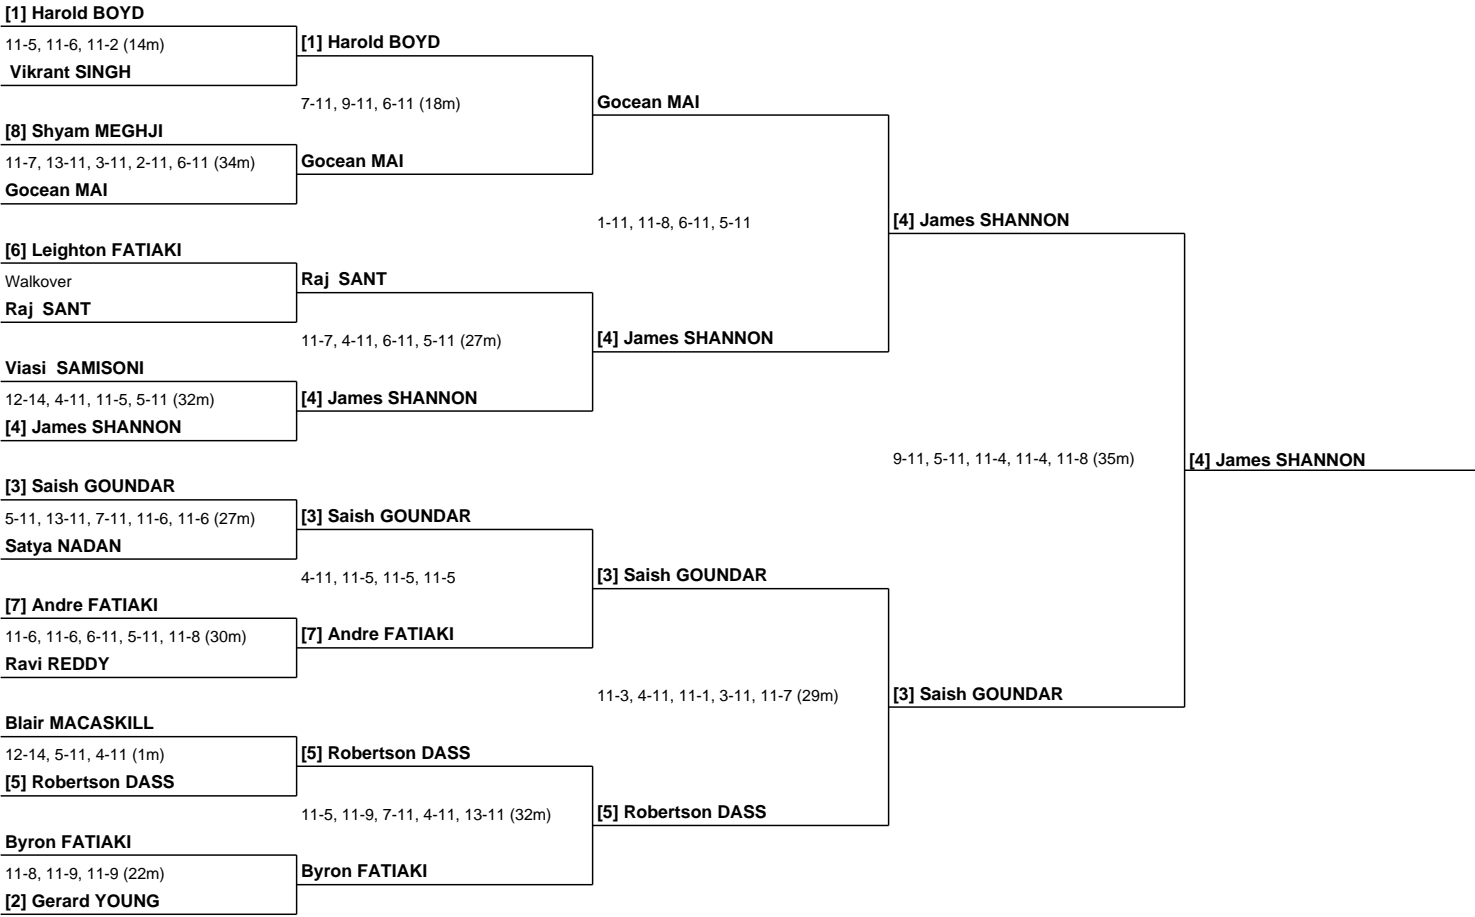 [1] Harold BOYD
11-5, 11-6, 11-2 (14m)
Vikrant SINGH
[8] Shyam MEGHJI
11-7, 13-11, 3-11, 2-11, 6-11 (34m)
Gocean MAI
[6] Leighton FATIAKI
Walkover
Raj SANT
Viasi SAMISONI
12-14, 4-11, 11-5, 5-11 (32m)
[4] James SHANNON
[3] Saish GOUNDAR
5-11, 13-11, 7-11, 11-6, 11-6 (27m)
Satya NADAN
[7] Andre FATIAKI
11-6, 11-6, 6-11, 5-11, 11-8 (30m)
Ravi REDDY
Blair MACASKILL
12-14, 5-11, 4-11 (1m)
[5] Robertson DASS
Byron FATIAKI
11-8, 11-9, 11-9 (22m)
[2] Gerard YOUNG
[1] Harold BOYD
7-11, 9-11, 6-11 (18m)
Gocean MAI
Raj SANT
11-7, 4-11, 6-11, 5-11 (27m)
[4] James SHANNON
[3] Saish GOUNDAR
4-11, 11-5, 11-5, 11-5
[7] Andre FATIAKI
[5] Robertson DASS
11-5, 11-9, 7-11, 4-11, 13-11 (32m)
Byron FATIAKI
Gocean MAI
1-11, 11-8, 6-11, 5-11
[4] James SHANNON
[3] Saish GOUNDAR
11-3, 4-11, 11-1, 3-11, 11-7 (29m)
[5] Robertson DASS
[4] James SHANNON
9-11, 5-11, 11-4, 11-4, 11-8 (35m)
[3] Saish GOUNDAR
[4] James SHANNON